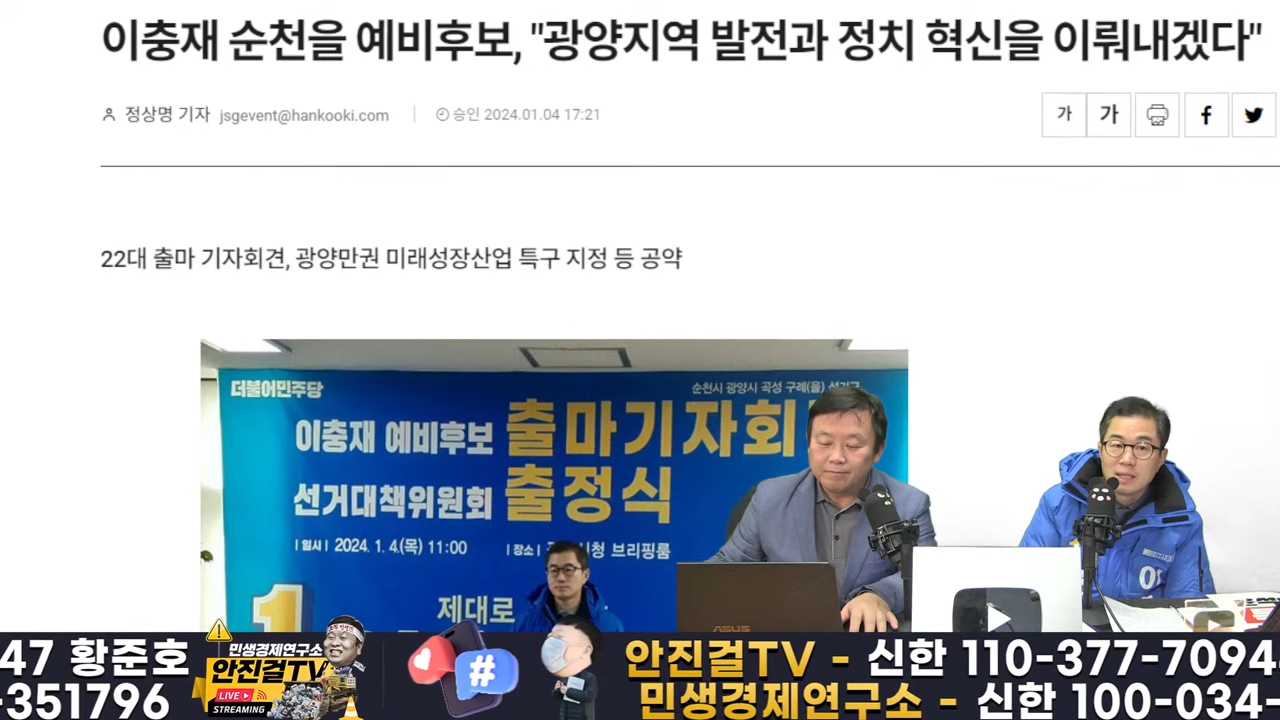 이충재 순천을 예비후보, "광양지역 발전과 정치 혁신을 이뤄내겠다"
정상명 기자 jsgevent@hankooki.com 승인 2024.01.04 17:21
가 가
22대 출마 기자회견, 광양만권 미래성장산업 특구 지정 등 공약
더불어민주당
순천시 광양시 곡성 구례(을) 선거구
이충재 예비후보 출마기자회
선거대책위원회 출정식
| 일시 | 2024. 1. 4.(목) 11:00 | 장소 | 시청 브리핑룸
1 제대로
ASUS
47 황준호
-351796
민생경제연구소
안진걸TV
LIVE
STREAMING
#
안진걸TV - 신한 110-377-7094
민생경제연구소 - 신한 100-034-